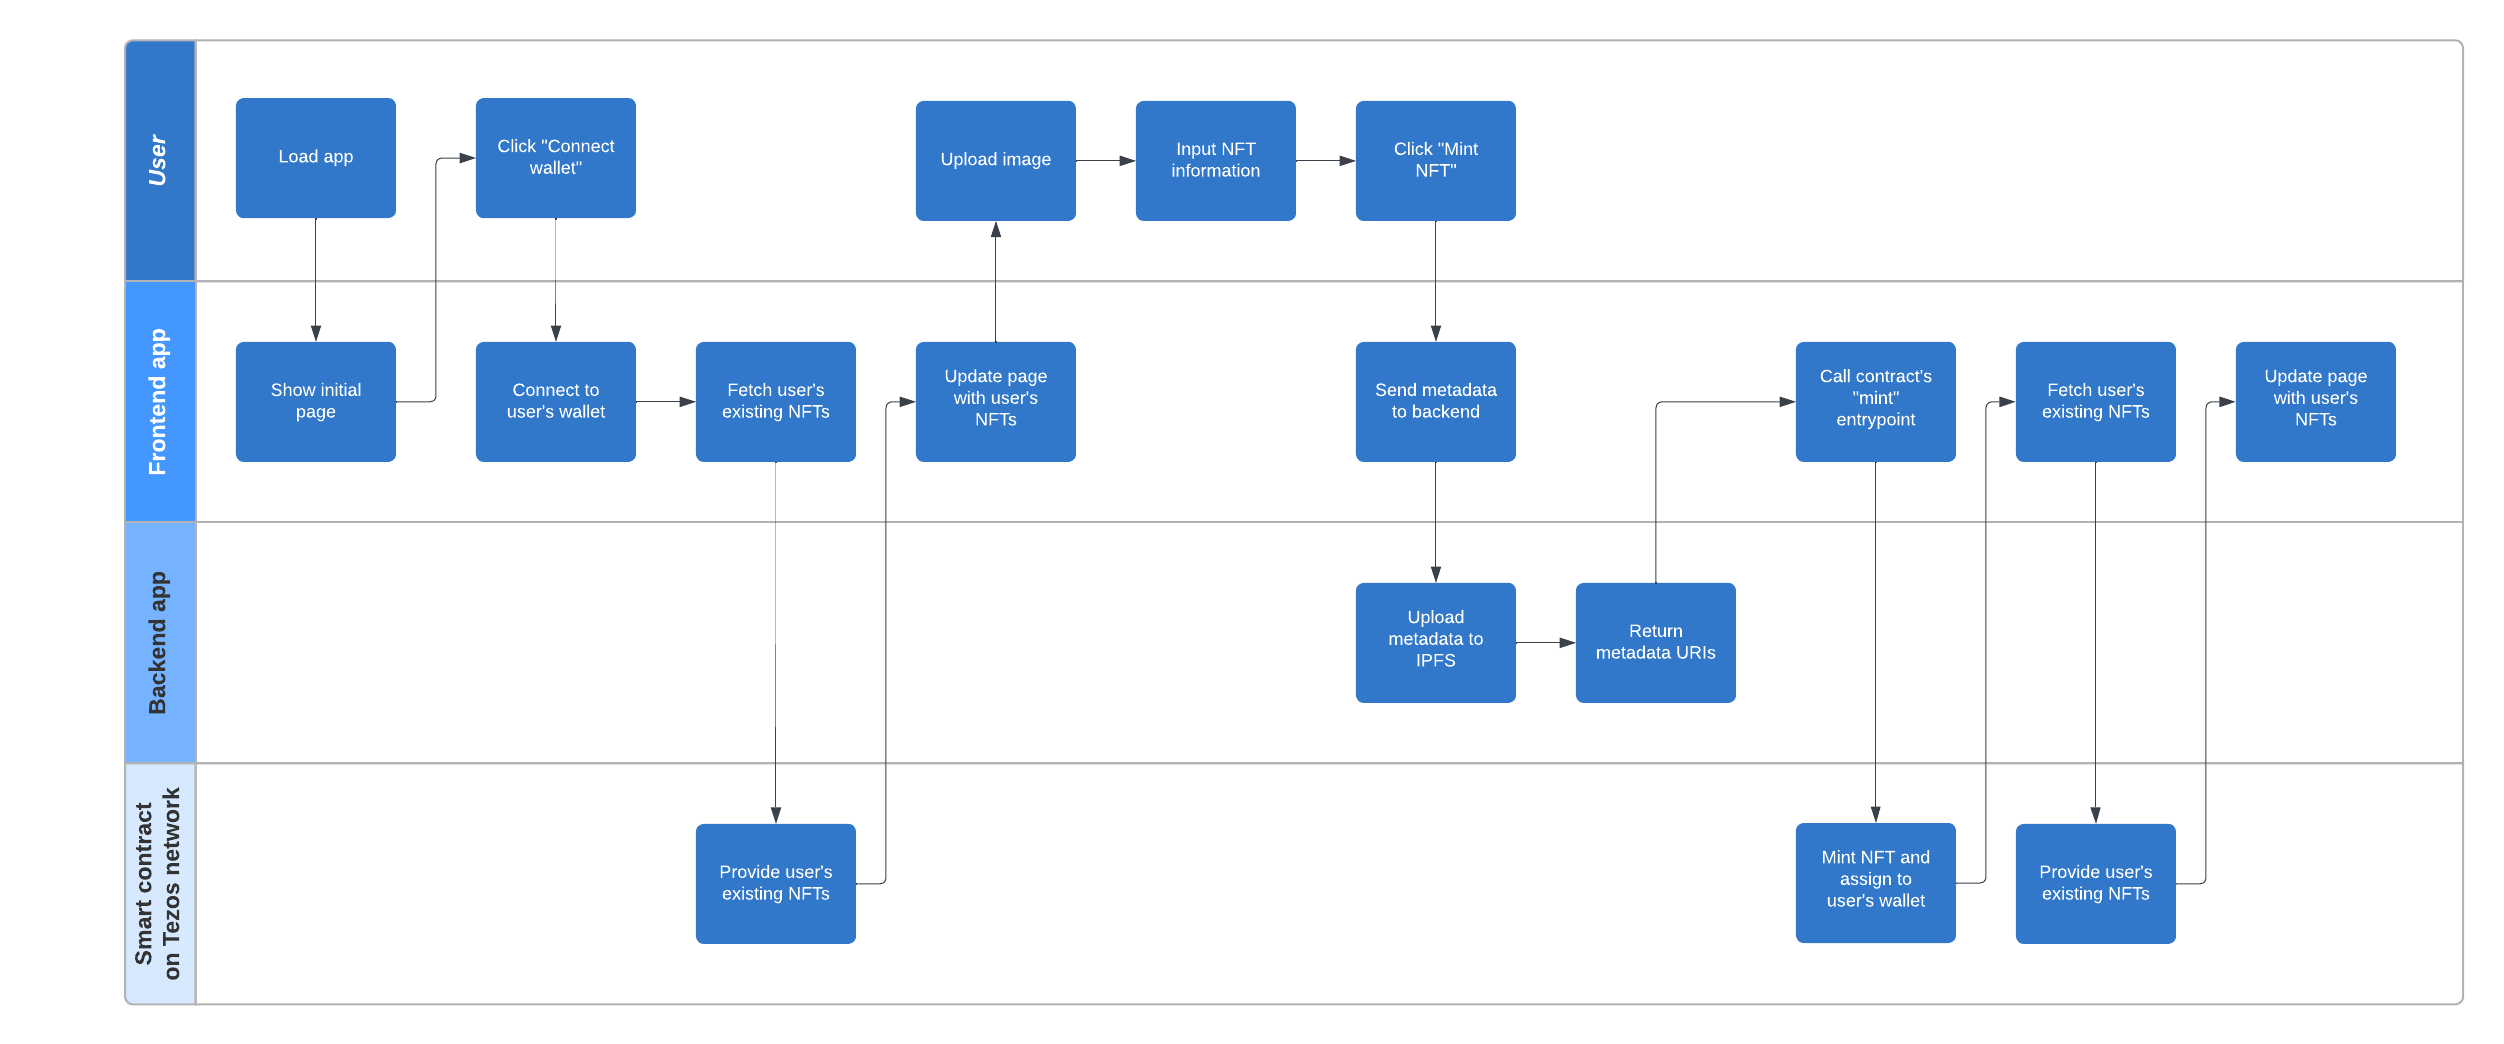 User
Load app
Click "Connect
wallet"
Upload image
Input NFT
information
Click "Mint
NFT"
Frontend app
Show initial
page
Connect to
user's wallet
Fetch user's
existing NFTs
Update page
with user's
NFTs
Send metadata
to backend
Call contract's
"mint"
entrypoint
Fetch user's
existing NFTs
Update page
with user's
NFTs
Backend app
Upload
metadata to
IPFS
Return
metadata URIs
Smart contract
on Tezos network
Provide user's
existing NFTs
Mint NFT and
assign to
user's wallet
Provide user's
existing NFTs